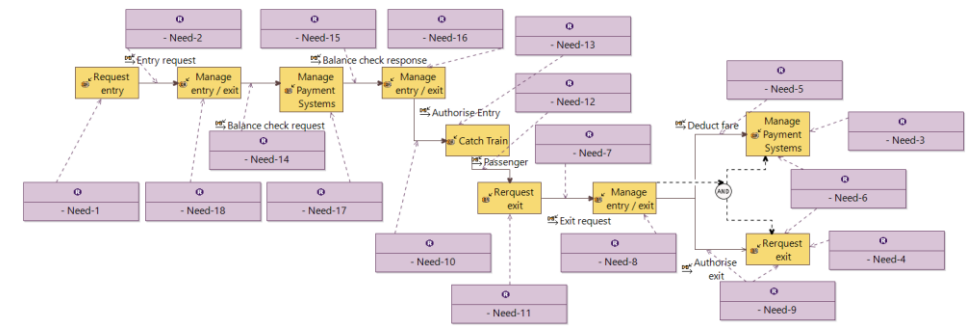 - Need-2
- Need-15
- Need-16
- Need-13
Entry request
Balance check response
Request
entry
Manage
entry / exit
Manage
Payment
Systems
Manage
entry / exit
- Need-12
- Need-5
Authorise Entry
Balance check request
- Need-14
Catch Train
- Need-7
Deduct fare
Manage
Payment
Systems
- Need-3
Passenger
- Need-1
- Need-18
- Need-17
Rerquest
exit
Manage
entry / exit
AND
- Need-6
Exit request
- Need-10
- Need-8
Authorise
exit
Rerquest
exit
- Need-4
- Need-11
- Need-9